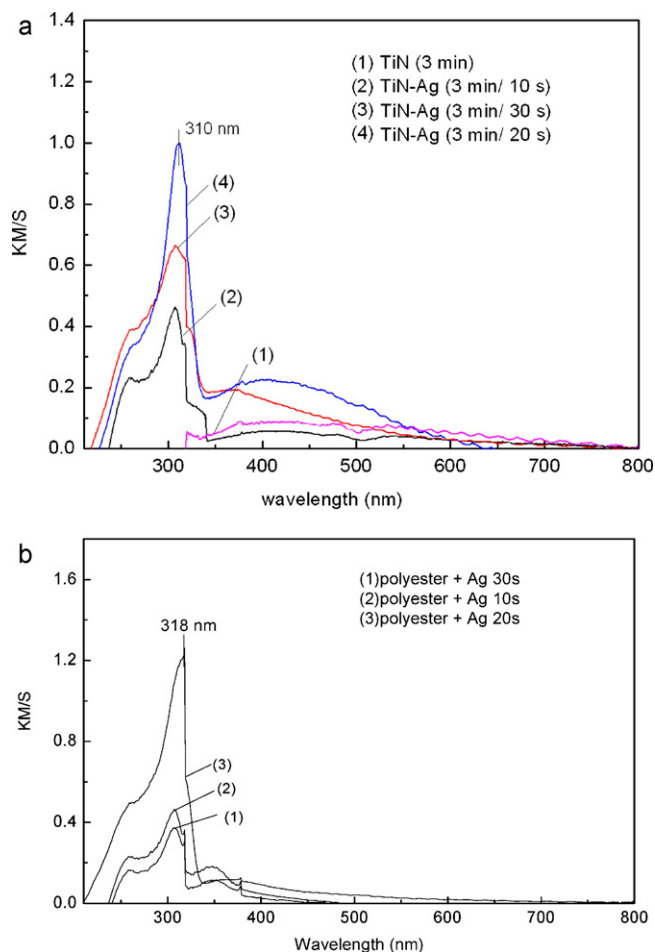 a
1.4
1.2
1.0
0.8
0.6
0.4
0.2
0.0
KM/S
310 nm
(1) TiN (3 min)
(2) TiN-Ag (3 min/ 10 s)
(3) TiN-Ag (3 min/ 30 s)
(4) TiN-Ag (3 min/ 20 s)
(4)
(3)
(2)
(1)
300 400 500 600 700 800
wavelength (nm)
b
1.6
1.2
0.8
0.4
0.0
KM/S
318 nm
(1)polyester + Ag 30s
(2)polyester + Ag 10s
(3)polyester + Ag 20s
(3)
(2)
(1)
300 400 500 600 700 800
Wavelength (nm)